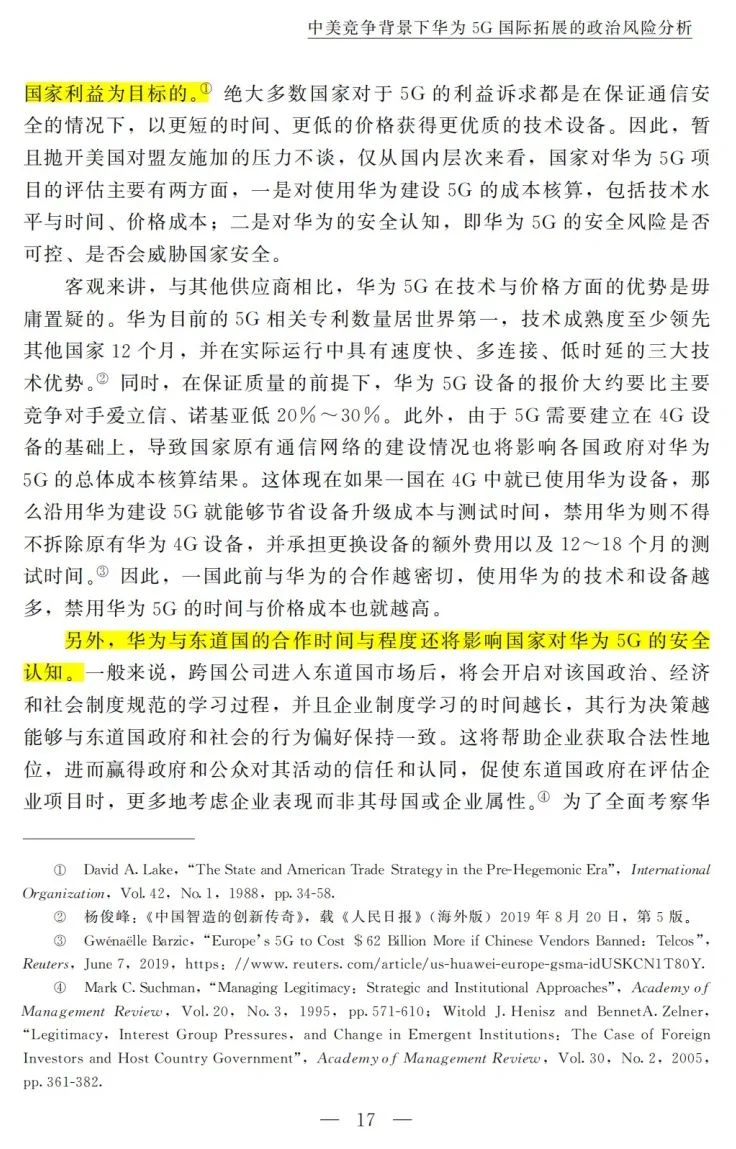 中美竞争背景下华为 5G 国际拓展的政治风险分析
国家利益为目标的。① 绝大多数国家对于 5G 的利益诉求都是在保证通信安
全的情况下，以更短的时间、更低的价格获得更优质的技术设备。因此，暂
且抛开美国对盟友施加的压力不谈，仅从国内层次来看，国家对华为 5G 项
目的评估主要有两方面，一是对使用华为建设 5G 的成本核算，包括技术水
平与时间、价格成本；二是对华为的安全认知，即华为 5G 的安全风险是否
可控、是否会威胁国家安全。
客观来讲，与其他供应商相比，华为 5G 在技术与价格方面的优势是毋
庸置疑的。华为目前的 5G 相关专利数量居世界第一，技术成熟度至少领先
其他国家 12 个月，并在实际运行中具有速度快、多连接、低时延的三大技
术优势。② 同时，在保证质量的前提下，华为 5G 设备的报价大约要比主要
竞争对手爱立信、诺基亚低 20％～30％。此外，由于 5G 需要建立在 4G 设
备的基础上，导致国家原有通信网络的建设情况也将影响各国政府对华为
5G 的总体成本核算结果。这体现在如果一国在 4G 中就已使用华为设备，那
么沿用华为建设 5G 就能够节省设备升级成本与测试时间，禁用华为则不得
不拆除原有华为 4G 设备，并承担更换设备的额外费用以及 12～18 个月的测
试时间。③ 因此，一国此前与华为的合作越密切，使用华为的技术和设备越
多，禁用华为 5G 的时间与价格成本也就越高。
另外，华为与东道国的合作时间与程度还将影响国家对华为 5G 的安全
认知。一般来说，跨国公司进入东道国市场后，将会开启对该国政治、经济
和社会制度规范的学习过程，并且企业制度学习的时间越长，其行为决策越
能够与东道国政府和社会的行为偏好保持一致。这将帮助企业获取合法性地
位，进而赢得政府和公众对其活动的信任和认同，促使东道国政府在评估企
业项目时，更多地考虑企业表现而非其母国或企业属性。④ 为了全面考察华
① David A. Lake，“The State and American Trade Strategy in the Pre-Hegemonic Era”，International
Organization，Vol. 42，No. 1，1988，pp. 34-58.
② 杨俊峰：《中国智造的创新传奇》，载《人民日报》（海外版）2019 年 8 月 20 日，第 5 版。
③ Gwénaëlle Barzic，“Europe’s 5G to Cost ＄62 Billion More if Chinese Vendors Banned：Telcos”，
Reuters，June 7，2019，https：//www. reuters. com/article/us-huawei-europe-gsma-idUSKCN1T80Y.
④ Mark C. Suchman，“Managing Legitimacy：Strategic and Institutional Approaches”，Academy of
Management Review，Vol. 20，No. 3，1995，pp. 571-610；Witold J. Henisz and BennetA. Zelner，
“Legitimacy，Interest Group Pressures，and Change in Emergent Institutions：The Case of Foreign
Investors and Host Country Government”，Academy of Management Review，Vol. 30，No. 2，2005，
pp. 361-382.
— 17 —